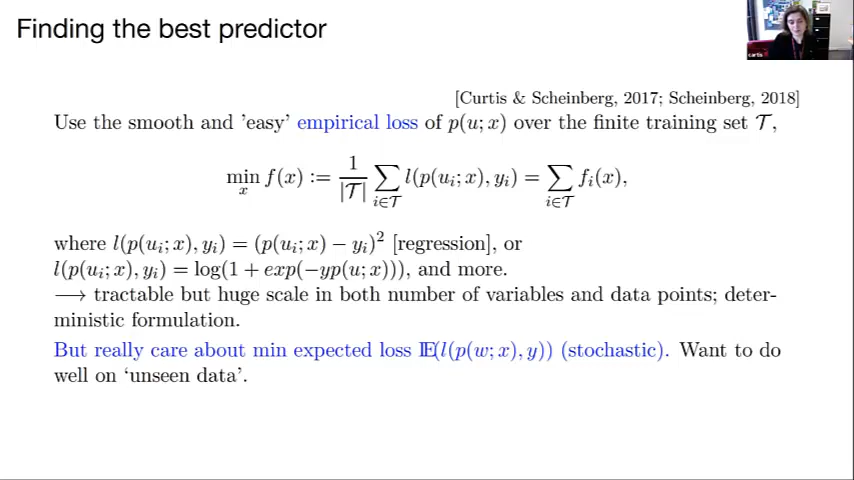 Finding the best predictor
curtis
[Curtis & Scheinberg, 2017; Scheinberg, 2018]
Use the smooth and 'easy' empirical loss of p(u; x) over the finite training set 𝒯,
min_x f(x) := 1/|𝒯| ∑_{i∈𝒯} l(p(u_i; x), y_i) = ∑_{i∈𝒯} f_i(x),
where l(p(u_i; x), y_i) = (p(u_i; x) − y_i)² [regression], or
l(p(u_i; x), y_i) = log(1 + exp(−yp(u; x))), and more.
⟶ tractable but huge scale in both number of variables and data points; deter-
ministic formulation.
But really care about min expected loss 𝔼(l(p(w; x), y)) (stochastic). Want to do
well on 'unseen data'.